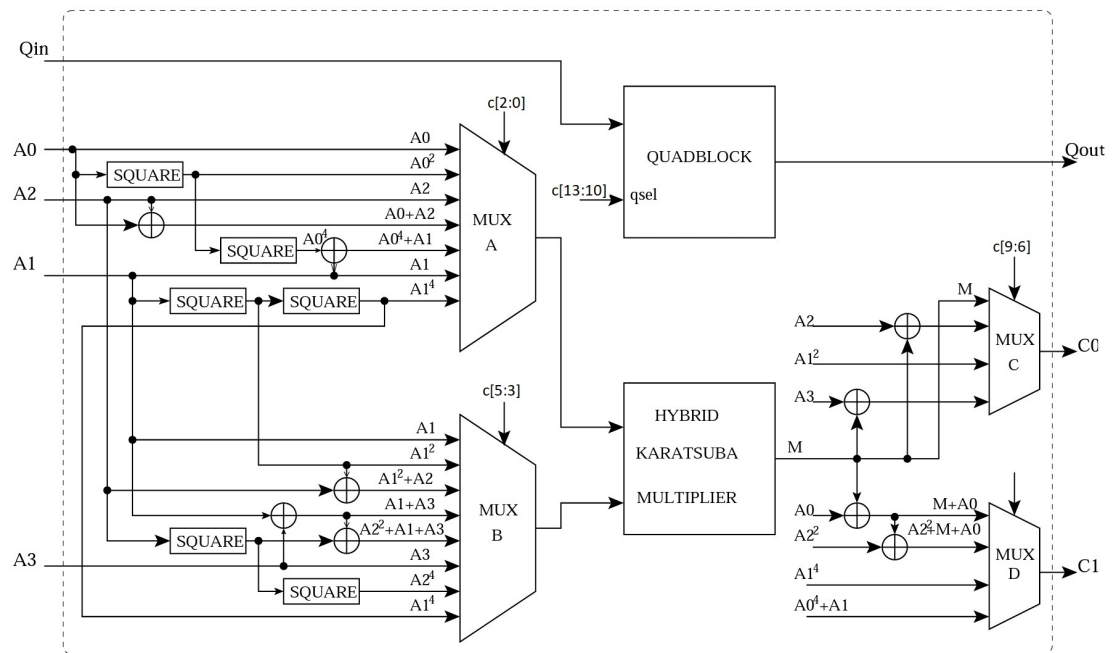 Qin
c[2:0]
A0
A0
SQUARE
A0²
QUADBLOCK
Qout
A2
A2
c[13:10]
qsel
A0+A2
MUX
A
SQUARE
A0⁴
A0⁴+A1
A1
A1
c[9:6]
SQUARE
SQUARE
A1⁴
M
A2
MUX
C
C0
A1²
c[5:3]
A3
HYBRID
KARATSUBA
MULTIPLIER
M
A1
A1²
A1²+A2
A1+A3
MUX
B
A2²+A1+A3
SQUARE
A3
A3
SQUARE
A2⁴
A1⁴
A0
M+A0
A2²
A2²+M+A0
MUX
D
C1
A1⁴
A0⁴+A1